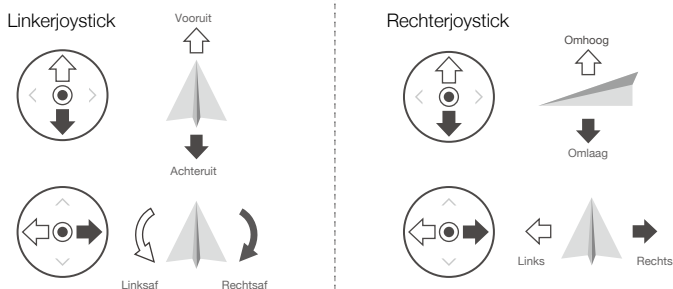 Linkerjoystick
Vooruit
Achteruit
Linksaf
Rechtsaf
Rechterjoystick
Omhoog
Omlaag
Links
Rechts